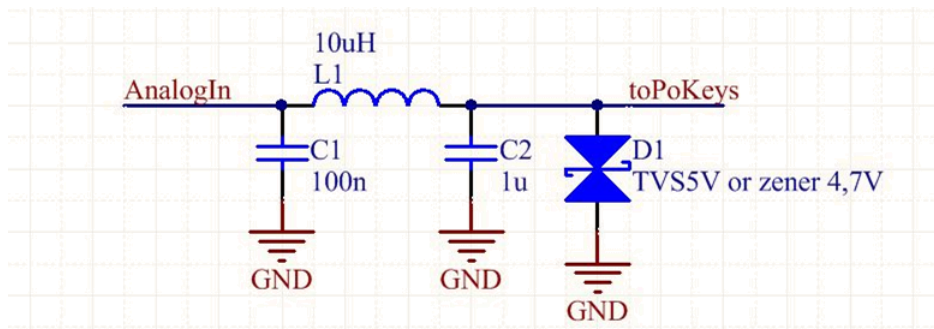 10uH
L1
AnalogIn
toPoKeys
C1
100n
C2
1u
D1
TVS5V or zener 4,7V
GND
GND
GND